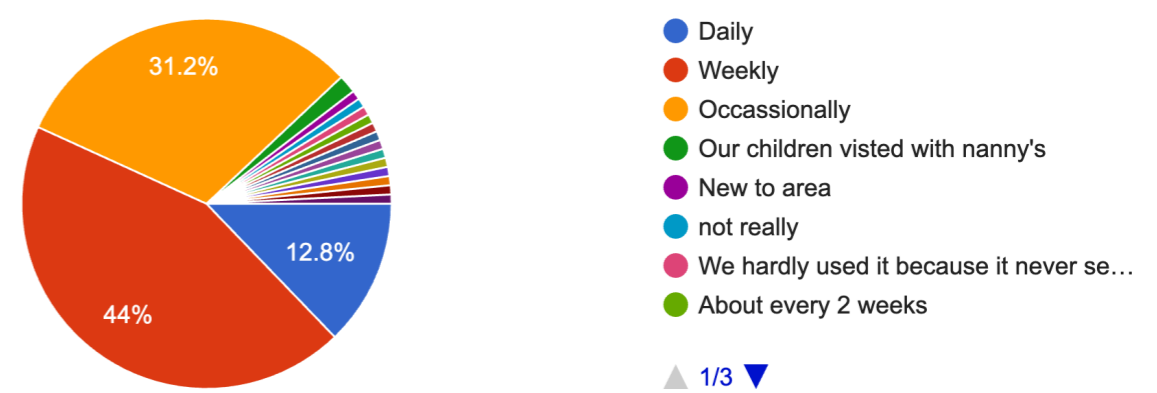 31.2%
12.8%
44%
Daily
Weekly
Occassionally
Our children visted with nanny's
New to area
not really
We hardly used it because it never se…
About every 2 weeks
1/3